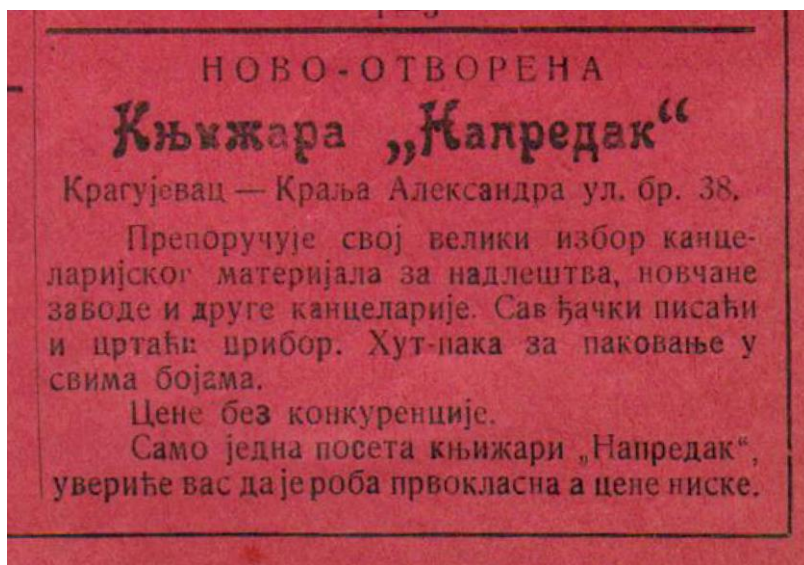 НОВО-ОТВОРЕНА
Књижара „Напредак“
Крагујевац — Краља Александра ул. бр. 38.
Препоручује свој велики избор канце-
ларијског материјала за надлештва, новчане
заводе и друге канцеларије. Сав ђачки писаћи
и цртаћи прибор. Хут-пака за паковање у
свима бојама.
Цене без конкуренције.
Само једна посета књижари „Напредак“,
увериће вас да је роба првокласна а цене ниске.